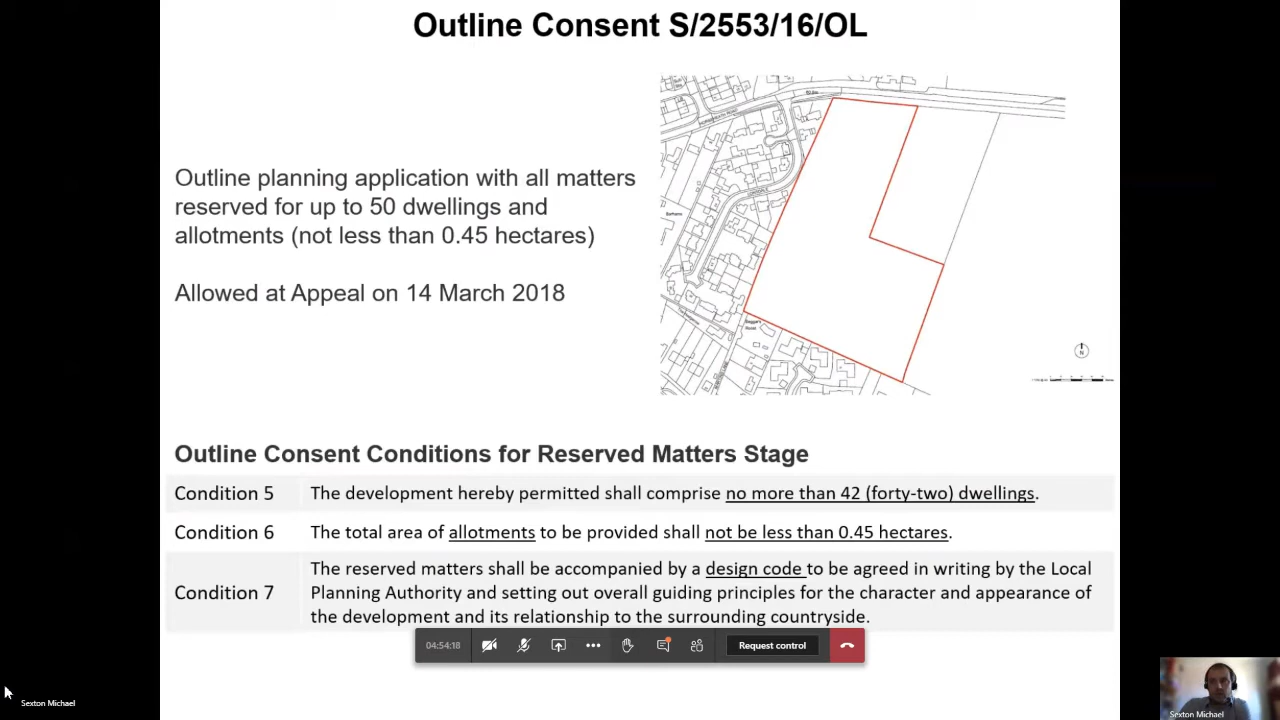 Outline Consent S/2553/16/OL
Outline planning application with all matters
reserved for up to 50 dwellings and
allotments (not less than 0.45 hectares)
Allowed at Appeal on 14 March 2018
N
Outline Consent Conditions for Reserved Matters Stage
Condition 5
The development hereby permitted shall comprise no more than 42 (forty-two) dwellings.
Condition 6
The total area of allotments to be provided shall not be less than 0.45 hectares.
Condition 7
The reserved matters shall be accompanied by a design code to be agreed in writing by the Local
Planning Authority and setting out overall guiding principles for the character and appearance of
the development and its relationship to the surrounding countryside.
04:54:18
Request control
Sexton Michael
Sexton Michael